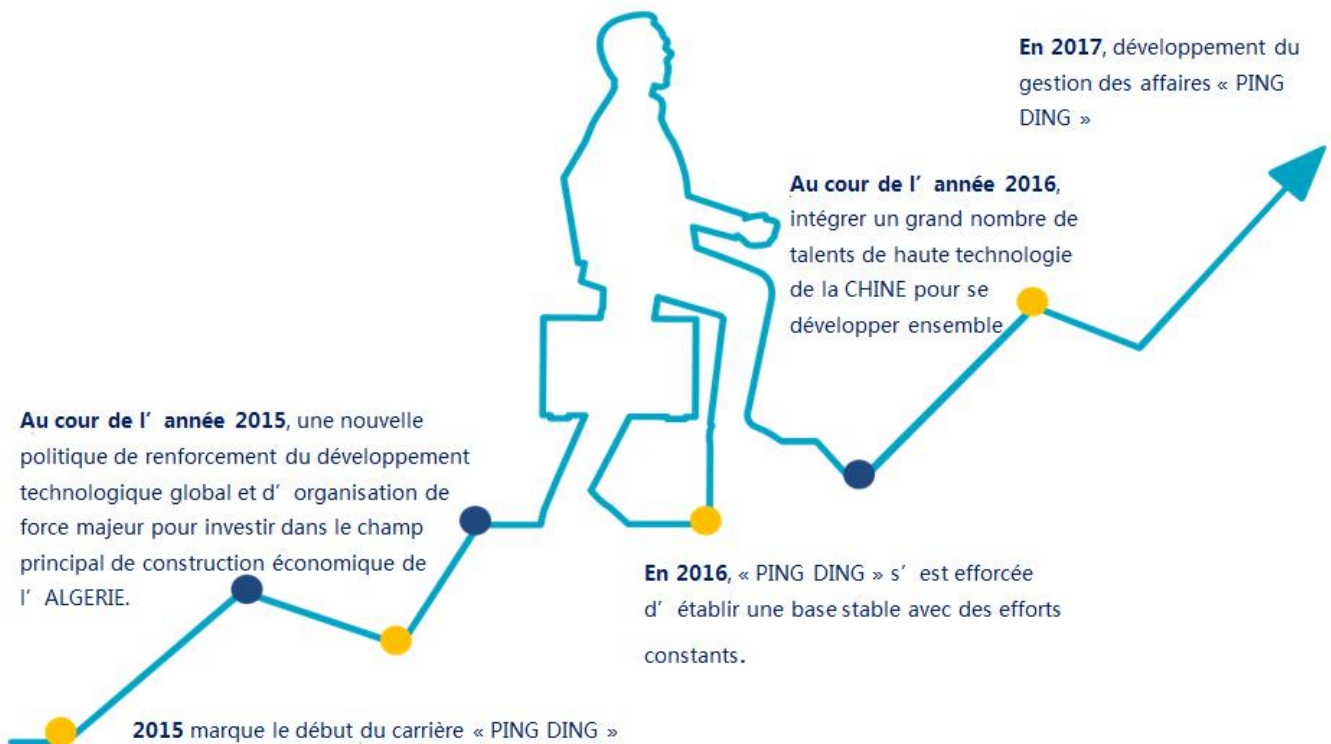 En 2017, développement du
gestion des affaires « PING
DING »
Au cour de l’ année 2016,
intégrer un grand nombre de
talents de haute technologie
de la CHINE pour se
développer ensemble
Au cour de l’ année 2015, une nouvelle
politique de renforcement du développement
technologique global et d’ organisation de
force majeur pour investir dans le champ
principal de construction économique de
l’ ALGERIE.
En 2016, « PING DING » s’ est efforcée
d’ établir une base stable avec des efforts
constants.
2015 marque le début du carrière « PING DING »